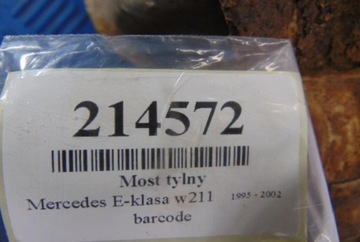 214572
Most tylny
Mercedes E-klasa w211 1995 - 2002
barcode